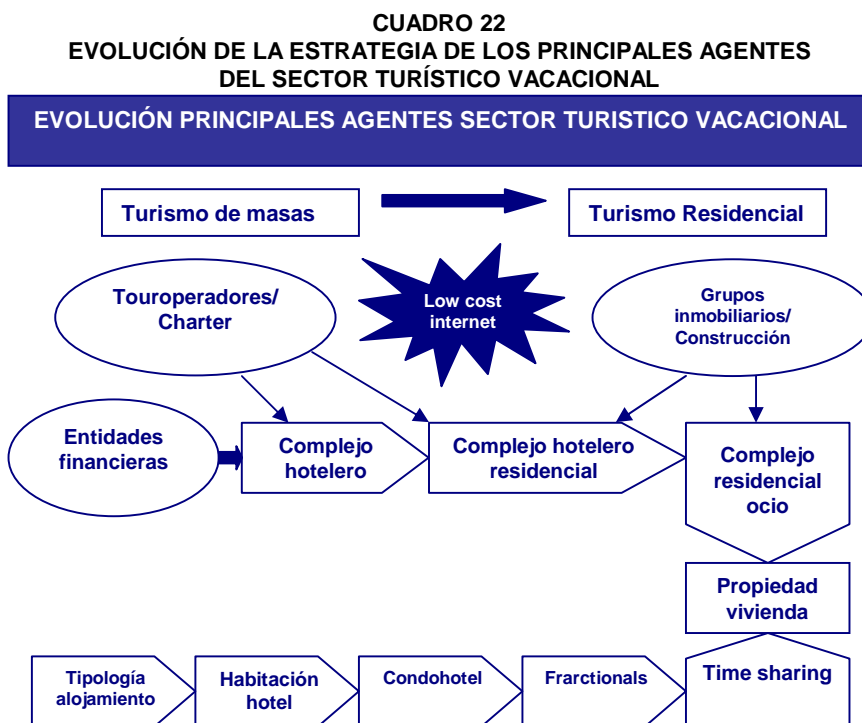 CUADRO 22
EVOLUCIÓN DE LA ESTRATEGIA DE LOS PRINCIPALES AGENTES
DEL SECTOR TURÍSTICO VACACIONAL
EVOLUCIÓN PRINCIPALES AGENTES SECTOR TURISTICO VACACIONAL
Turismo de masas
Turismo Residencial
Touroperadores/
Charter
Low cost
internet
Grupos
inmobiliarios/
Construcción
Entidades
financieras
Complejo
hotelero
Complejo hotelero
residencial
Complejo
residencial
ocio
Propiedad
vivienda
Tipología
alojamiento
Habitación
hotel
Condohotel
Frarctionals
Time sharing